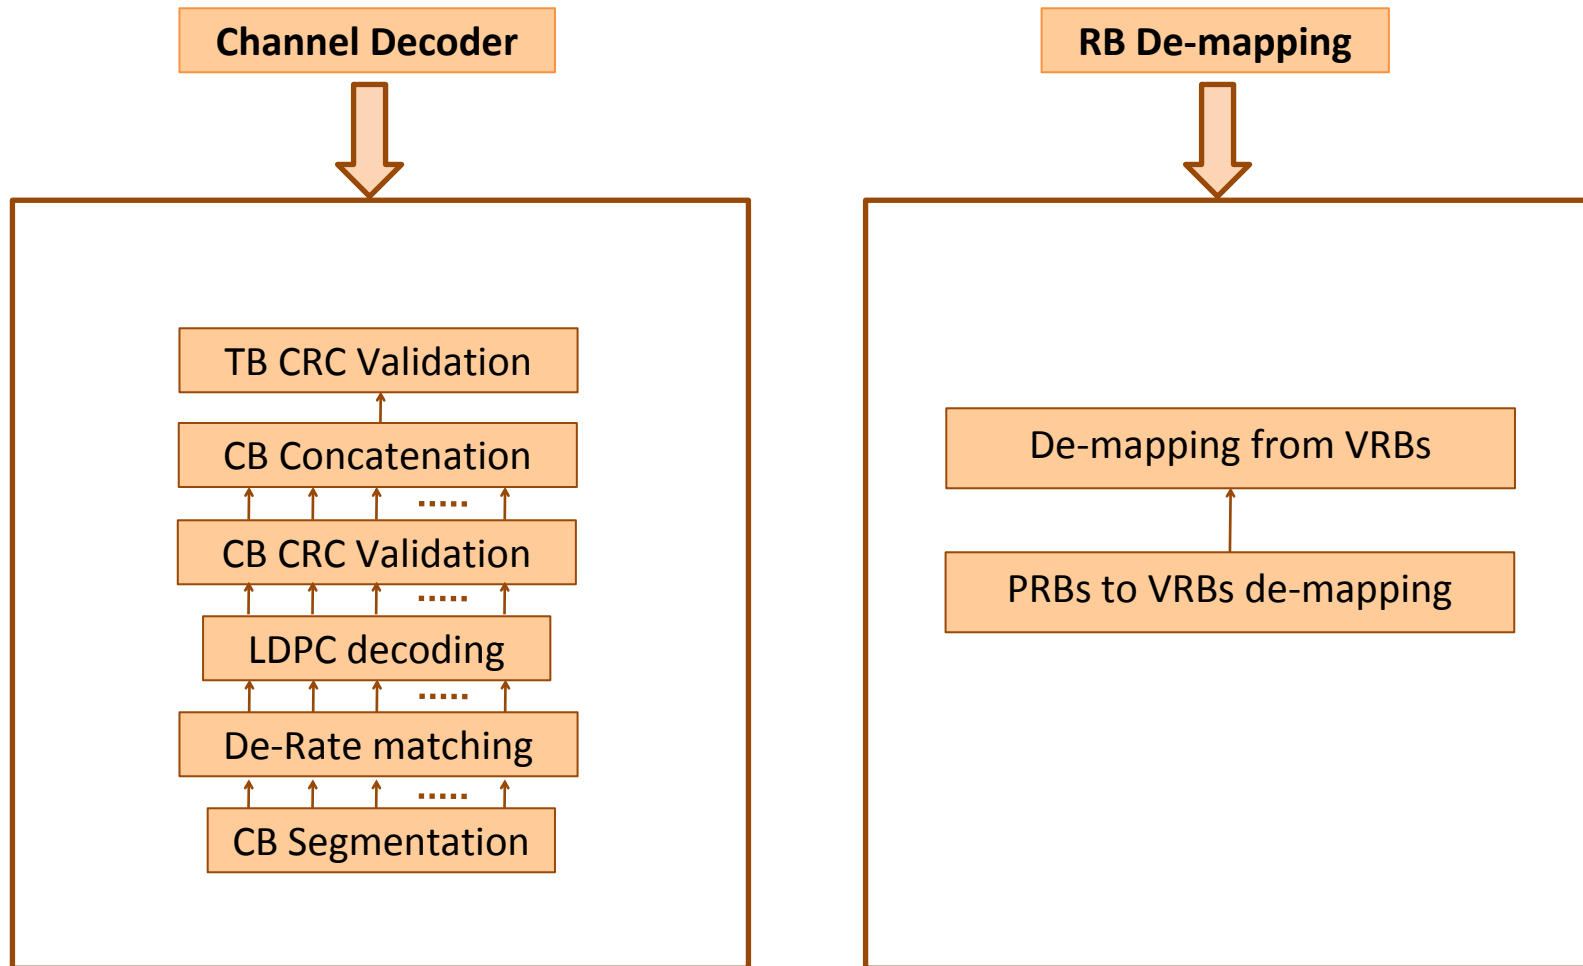 Channel Decoder
TB CRC Validation
CB Concatenation
.....
CB CRC Validation
.....
LDPC decoding
.....
De-Rate matching
.....
CB Segmentation
RB De-mapping
De-mapping from VRBs
PRBs to VRBs de-mapping